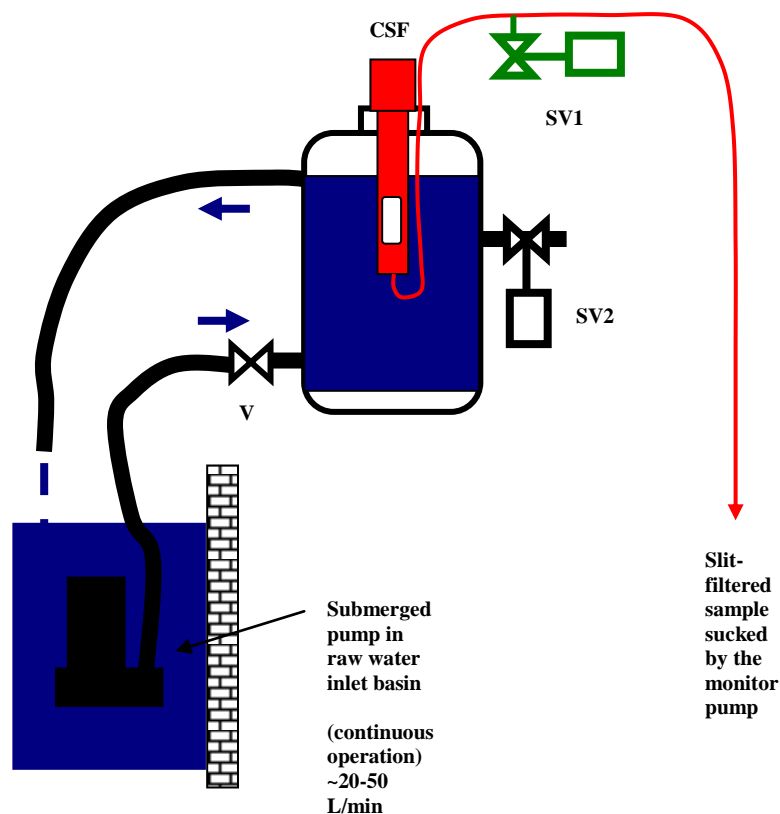 CSF
SV1
SV2
V
Submerged
pump in
raw water
inlet basin
(continuous
operation)
~20-50
L/min
Slit-
filtered
sample
sucked
by the
monitor
pump